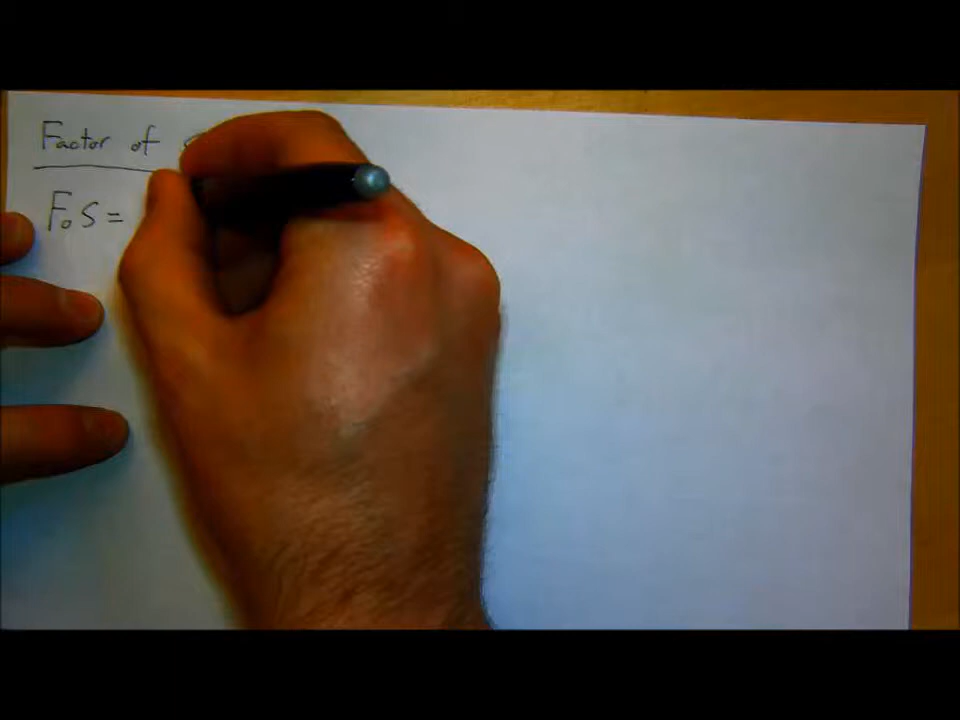 Factor of
FoS =